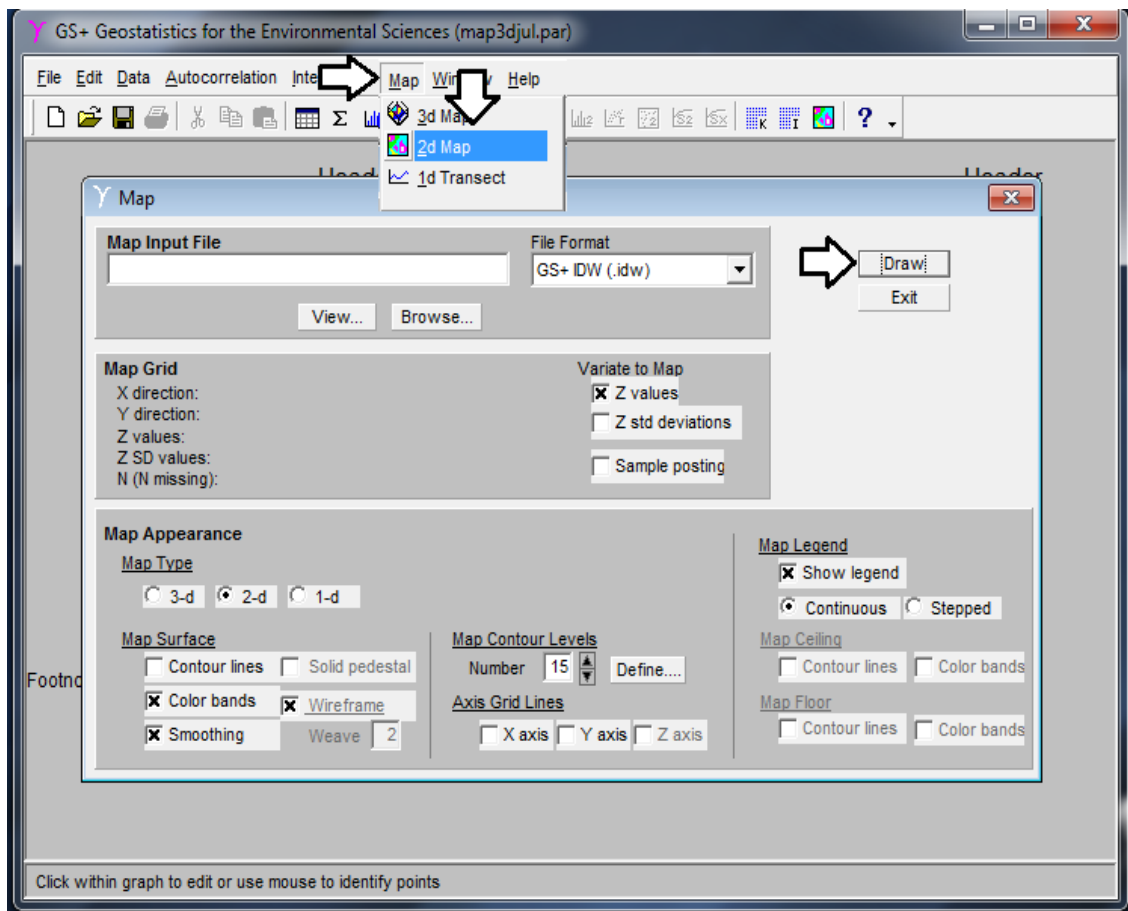 GS+ Geostatistics for the Environmental Sciences (map3djul.par)
File Edit Data Autocorrelation Map Help
3d Map
2d Map
1d Transect
Map
Map Input File
File Format
GS+ IDW (.idw)
Draw
Exit
View... Browse...
Map Grid
Variate to Map
X direction:
Z values
Y direction:
Z std deviations
Z values:
Z SD values:
Sample posting
N (N missing):
Map Appearance
Map Type
3-d 2-d 1-d
Map Legend
Show legend
Continuous Stepped
Map Surface
Contour lines Solid pedestal
Color bands Wireframe
Smoothing Weave 2
Map Contour Levels
Number 15 Define....
Axis Grid Lines
X axis Y axis Z axis
Map Ceiling
Contour lines Color bands
Map Floor
Contour lines Color bands
Click within graph to edit or use mouse to identify points